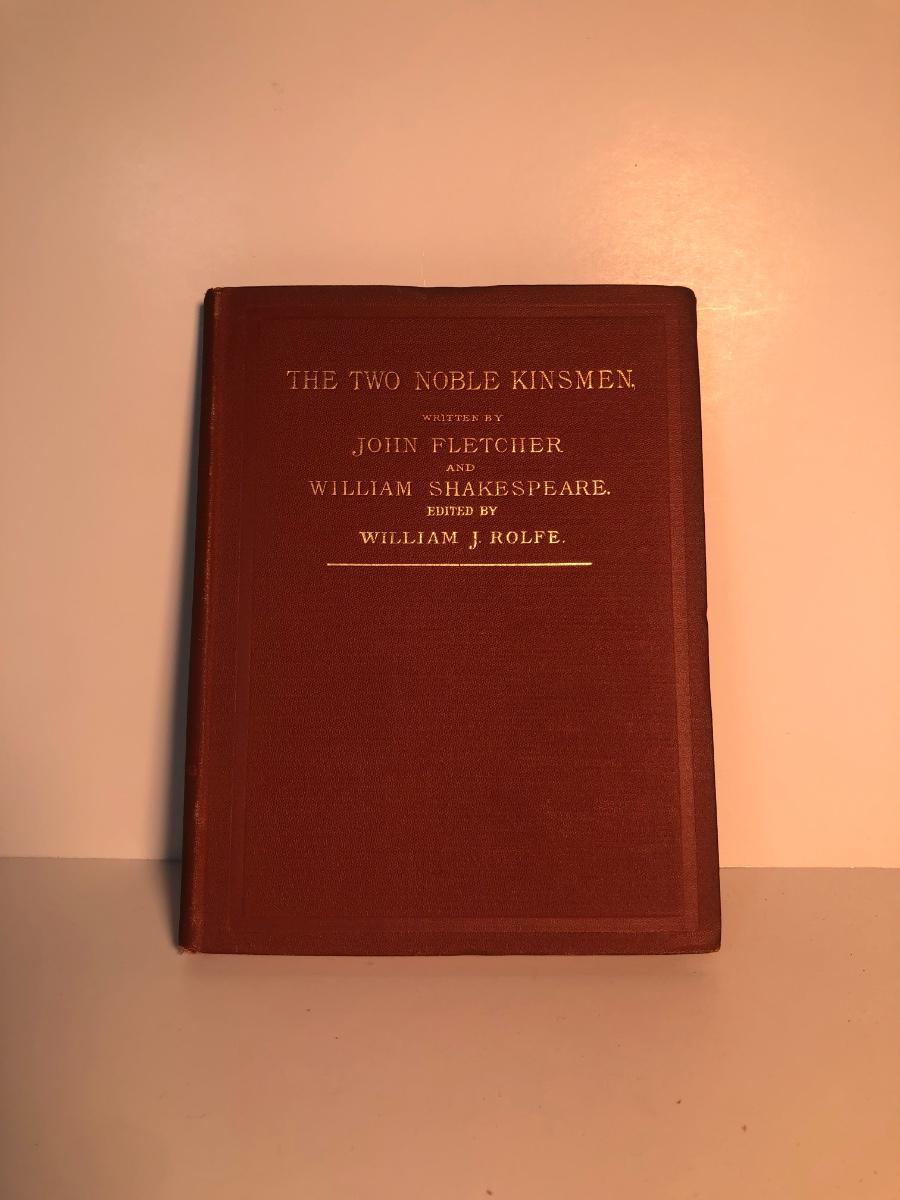 THE TWO NOBLE KINSMEN,
WRITTEN BY
JOHN FLETCHER
AND
WILLIAM SHAKESPEARE.
EDITED BY
WILLIAM J. ROLFE.